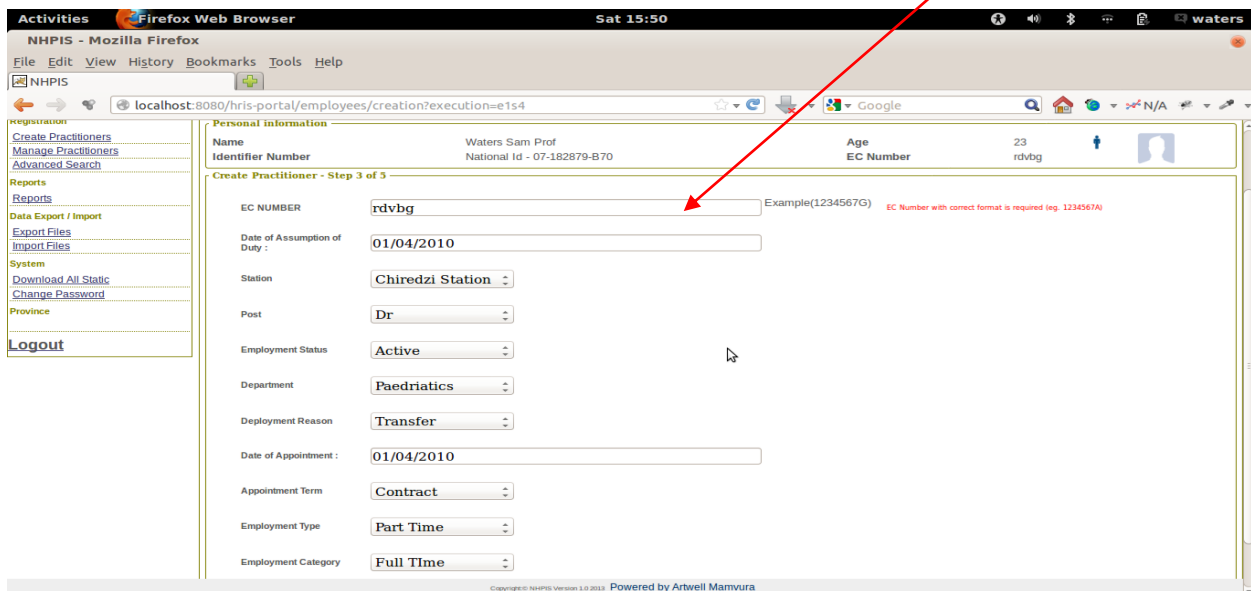 Activities Firefox Web Browser Sat 15:50 waters
NHPIS - Mozilla Firefox
File Edit View History Bookmarks Tools Help
NHPIS
localhost:8080/hris-portal/employees/creation?execution=e1s4 Google N/A
Registration
Create Practitioners
Manage Practitioners
Advanced Search
Reports
Reports
Data Export / Import
Export Files
Import Files
System
Download All Static
Change Password
Province
Logout
Personal information
Name Waters Sam Prof Age 23
Identifier Number National Id - 07-182879-B70 EC Number rdvbg
Create Practitioner - Step 3 of 5
EC NUMBER rdvbg Example(1234567G) EC Number with correct format is required (eg. 1234567A)
Date of Assumption of
Duty : 01/04/2010
Station Chiredzi Station
Post Dr
Employment Status Active
Department Paedriatics
Deployment Reason Transfer
Date of Appointment : 01/04/2010
Appointment Term Contract
Employment Type Part Time
Employment Category Full TIme
Copyright© NHPIS Version 1.0 2013 Powered by Artwell Mamvura